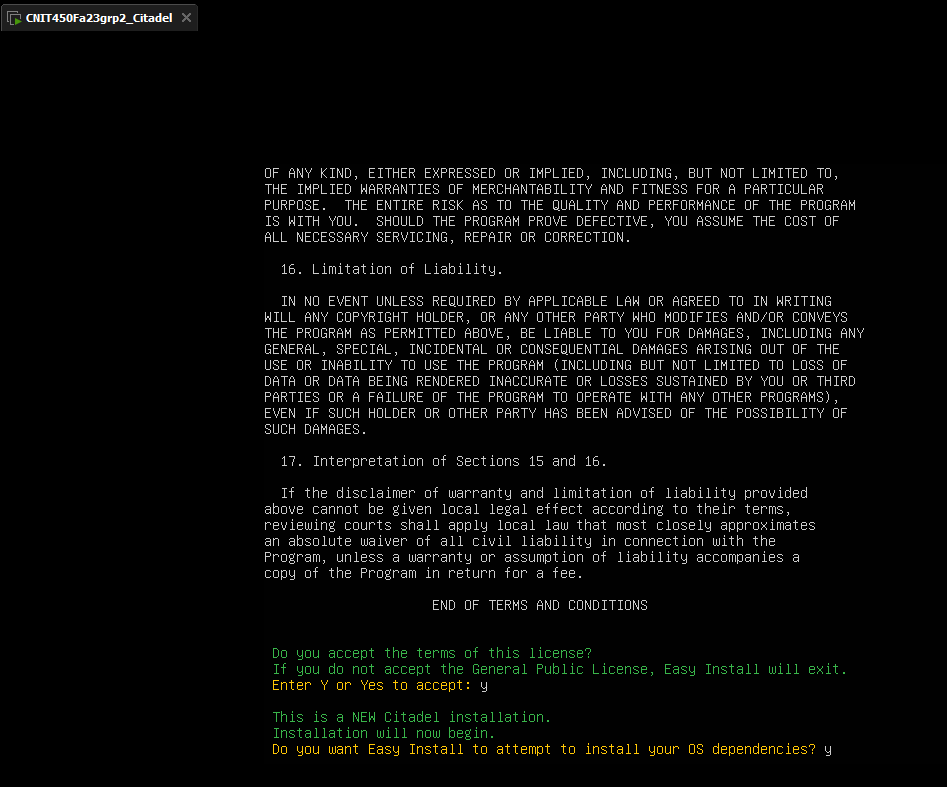 CNIT450Fa23grp2_Citadel
OF ANY KIND, EITHER EXPRESSED OR IMPLIED, INCLUDING, BUT NOT LIMITED TO,
THE IMPLIED WARRANTIES OF MERCHANTABILITY AND FITNESS FOR A PARTICULAR
PURPOSE.  THE ENTIRE RISK AS TO THE QUALITY AND PERFORMANCE OF THE PROGRAM
IS WITH YOU.  SHOULD THE PROGRAM PROVE DEFECTIVE, YOU ASSUME THE COST OF
ALL NECESSARY SERVICING, REPAIR OR CORRECTION.
16. Limitation of Liability.
IN NO EVENT UNLESS REQUIRED BY APPLICABLE LAW OR AGREED TO IN WRITING
WILL ANY COPYRIGHT HOLDER, OR ANY OTHER PARTY WHO MODIFIES AND/OR CONVEYS
THE PROGRAM AS PERMITTED ABOVE, BE LIABLE TO YOU FOR DAMAGES, INCLUDING ANY
GENERAL, SPECIAL, INCIDENTAL OR CONSEQUENTIAL DAMAGES ARISING OUT OF THE
USE OR INABILITY TO USE THE PROGRAM (INCLUDING BUT NOT LIMITED TO LOSS OF
DATA OR DATA BEING RENDERED INACCURATE OR LOSSES SUSTAINED BY YOU OR THIRD
PARTIES OR A FAILURE OF THE PROGRAM TO OPERATE WITH ANY OTHER PROGRAMS),
EVEN IF SUCH HOLDER OR OTHER PARTY HAS BEEN ADVISED OF THE POSSIBILITY OF
SUCH DAMAGES.
17. Interpretation of Sections 15 and 16.
If the disclaimer of warranty and limitation of liability provided
above cannot be given local legal effect according to their terms,
reviewing courts shall apply local law that most closely approximates
an absolute waiver of all civil liability in connection with the
Program, unless a warranty or assumption of liability accompanies a
copy of the Program in return for a fee.
END OF TERMS AND CONDITIONS
Do you accept the terms of this license?
If you do not accept the General Public License, Easy Install will exit.
Enter Y or Yes to accept: y
This is a NEW Citadel installation.
Installation will now begin.
Do you want Easy Install to attempt to install your OS dependencies? y